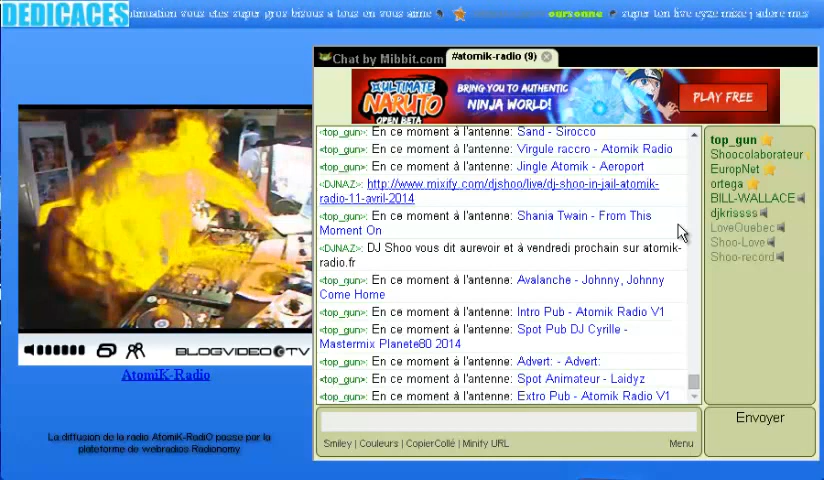 DEDICACES
ntinuation vous etes super gros bizous a tous on vous aime
oursonne
super ton live eyze mixe j adore mes
Chat by Mibbit.com
#atomik-radio (9)
ULTIMATE
NARUTO
OPEN BETA
BRING YOU TO AUTHENTIC
NINJA WORLD!
PLAY FREE
<top_gun>: En ce moment à l'antenne: Sand - Sirocco
<top_gun>: En ce moment à l'antenne: Virgule raccro - Atomik Radio
<top_gun>: En ce moment à l'antenne: Jingle Atomik - Aeroport
<DJNAZ>: http://www.mixify.com/djshoo/live/dj-shoo-in-jail-atomik-
radio-11-avril-2014
<top_gun>: En ce moment à l'antenne: Shania Twain - From This
Moment On
<DJNAZ>: DJ Shoo vous dit aurevoir et à vendredi prochain sur atomik-
radio.fr
<top_gun>: En ce moment à l'antenne: Avalanche - Johnny, Johnny
Come Home
<top_gun>: En ce moment à l'antenne: Intro Pub - Atomik Radio V1
<top_gun>: En ce moment à l'antenne: Spot Pub DJ Cyrille -
Mastermix Planete80 2014
<top_gun>: En ce moment à l'antenne: Advert: - Advert:
<top_gun>: En ce moment à l'antenne: Spot Animateur - Laidyz
<top_gun>: En ce moment à l'antenne: Extro Pub - Atomik Radio V1
top_gun
Shoocolaborateur
EuropNet
ortega
BILL-WALLACE
djkrissss
LoveQuebec
Shoo-Love
Shoo-record
Envoyer
Smiley | Couleurs | CopierCollé | Minify URL
Menu
BLOGVIDEO TV
AtomiK-Radio
La diffusion de la radio AtomiK-RadiO passe par la
plateforme de webradios Radionomy.